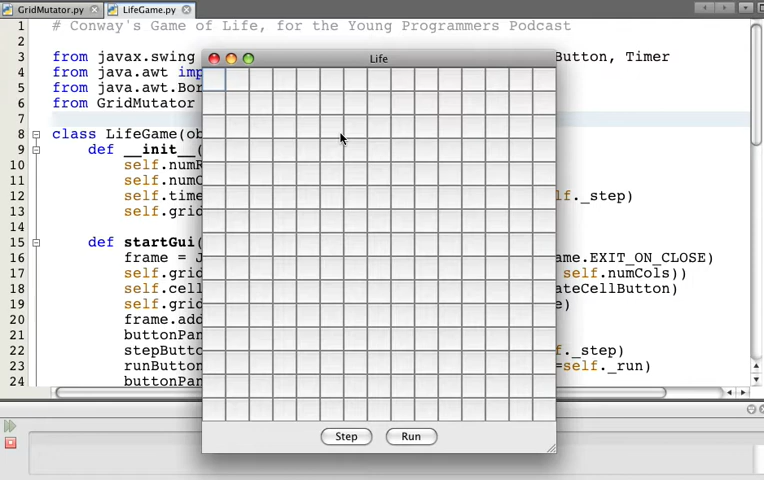 GridMutator.py LifeGame.py
1 # Conway's Game of Life, for the Young Programmers Podcast
2
3 from javax.swing Button, Timer
4 from java.awt imp
5 from java.awt.Bor
6 from GridMutator
7
8 class LifeGame(ob
9 def __init__(
10 self.numR
11 self.numC
12 self.time lf._step)
13 self.grid
14
15 def startGui(
16 frame = J ame.EXIT_ON_CLOSE)
17 self.grid self.numCols))
18 self.cell ateCellButton)
19 self.grid e)
20 frame.add
21 buttonPan
22 stepButto f._step)
23 runButton =self._run)
24 buttonPan
Life
Step Run